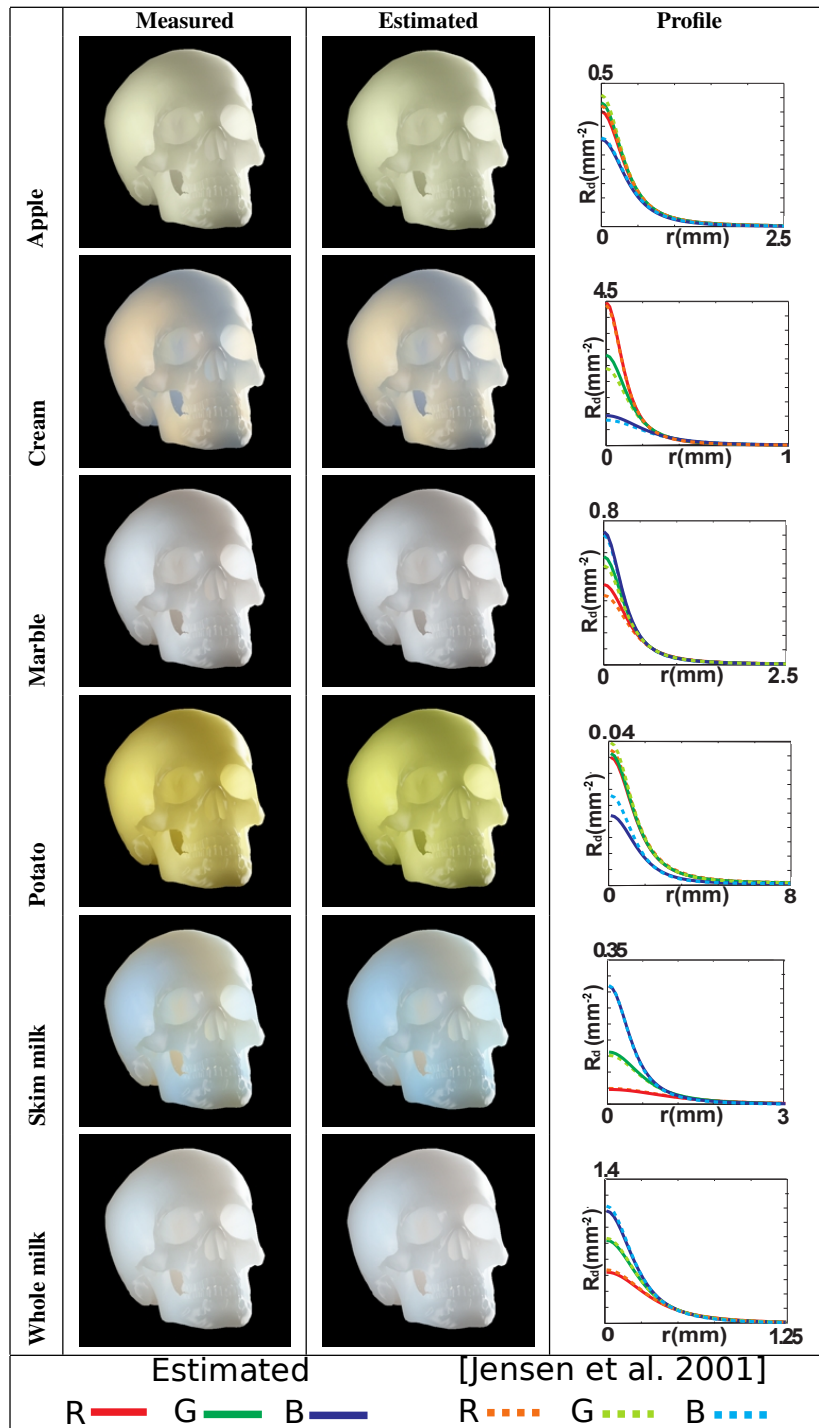 Measured Estimated Profile
Apple
0.5
Rd(mm-2)
0 r(mm) 2.5
Cream
4.5
Rd(mm-2)
0 r(mm) 1
Marble
0.8
Rd(mm-2)
0 r(mm) 2.5
Potato
0.04
Rd(mm-2)
0 r(mm) 8
Skim milk
0.35
Rd (mm-2)
0 r(mm) 3
Whole milk
1.4
Rd(mm-2)
0 r(mm) 1.25
Estimated [Jensen et al. 2001]
R G B R G B